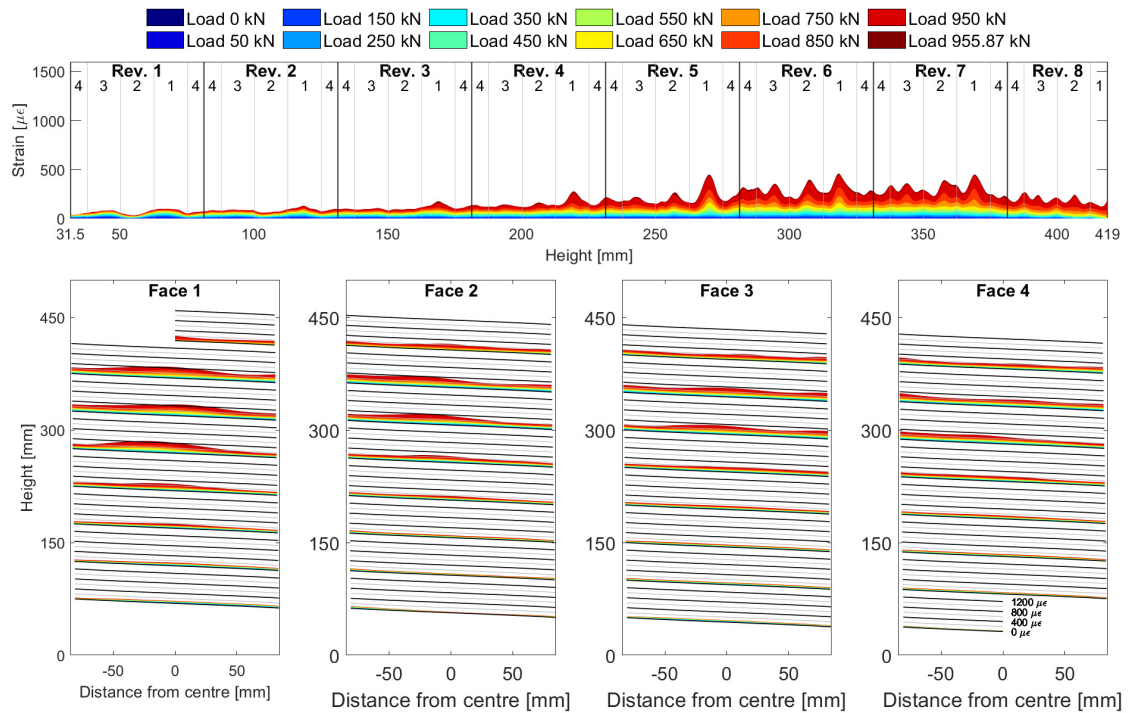 Load 0 kN Load 150 kN Load 350 kN Load 550 kN Load 750 kN Load 950 kN
Load 50 kN Load 250 kN Load 450 kN Load 650 kN Load 850 kN Load 955.87 kN
Rev. 1 Rev. 2 Rev. 3 Rev. 4 Rev. 5 Rev. 6 Rev. 7 Rev. 8
4 3 2 1 4 4 3 2 1 4 4 3 2 1 4 4 3 2 1 4 4 3 2 1 4 4 3 2 1 4 4 3 2 1 4 4 3 2 1
Strain [με]
1500
1000
500
0
31.5 50 100 150 200 250 300 350 400 419
Height [mm]
Face 1 Face 2 Face 3 Face 4
Height [mm]
450 450 450 450
300 300 300 300
150 150 150 150
1200 με
800 με
400 με
0 με
0 0 0 0
-50 0 50 -50 0 50 -50 0 50 -50 0 50
Distance from centre [mm] Distance from centre [mm] Distance from centre [mm] Distance from centre [mm]